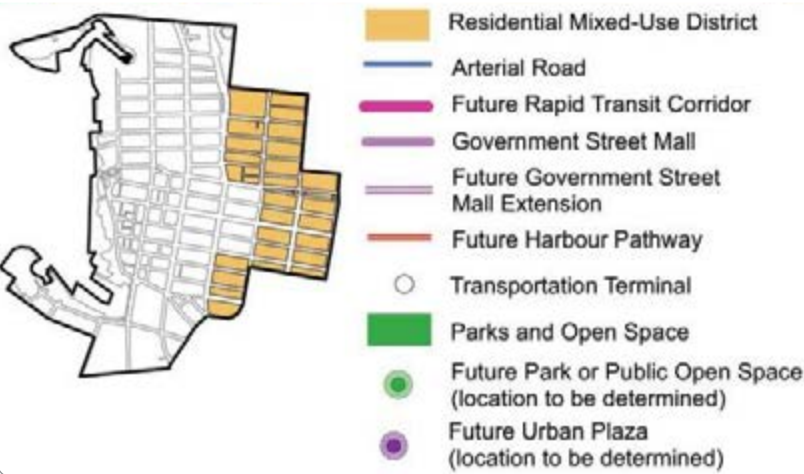 Residential Mixed-Use District
Arterial Road
Future Rapid Transit Corridor
Government Street Mall
Future Government Street
Mall Extension
Future Harbour Pathway
Transportation Terminal
Parks and Open Space
Future Park or Public Open Space
(location to be determined)
Future Urban Plaza
(location to be determined)